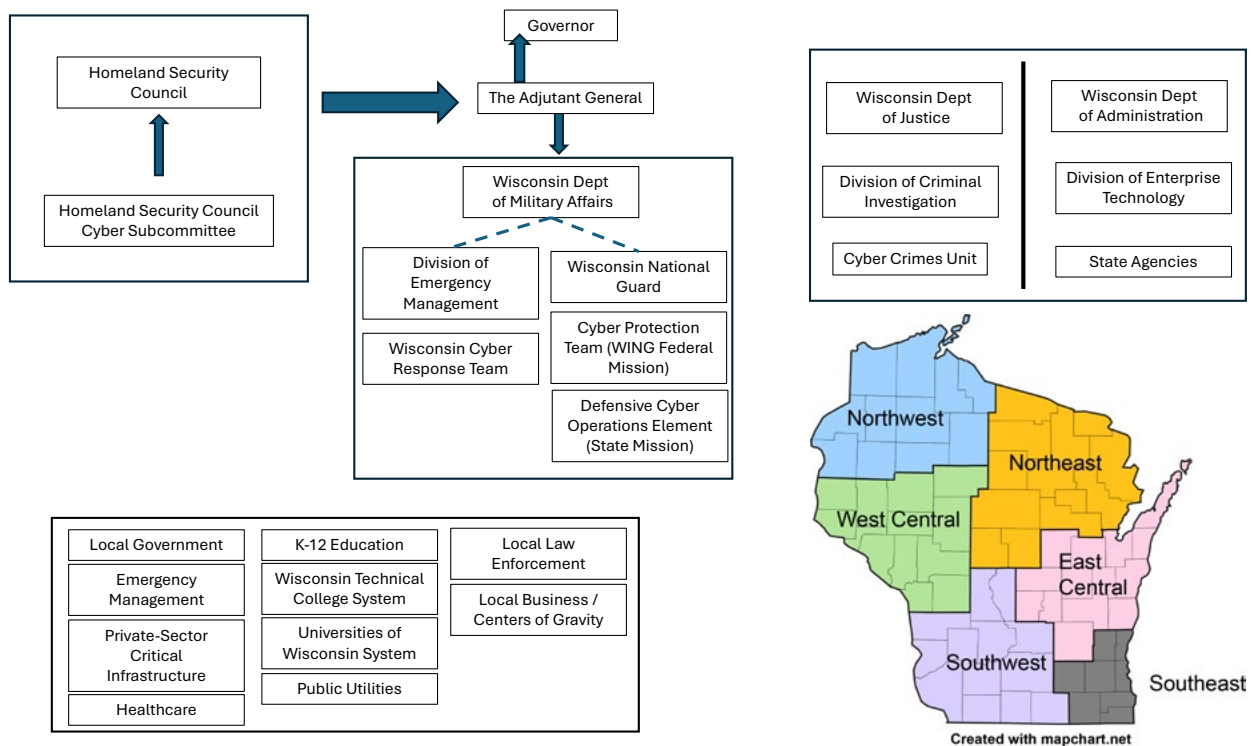 Homeland Security
Council
Homeland Security Council
Cyber Subcommittee
Governor
The Adjutant General
Wisconsin Dept
of Military Affairs
Division of
Emergency
Management
Wisconsin Cyber
Response Team
Wisconsin National
Guard
Cyber Protection
Team (WING Federal
Mission)
Defensive Cyber
Operations Element
(State Mission)
Wisconsin Dept
of Justice
Division of Criminal
Investigation
Cyber Crimes Unit
Wisconsin Dept
of Administration
Division of Enterprise
Technology
State Agencies
Local Government
Emergency
Management
Private-Sector
Critical
Infrastructure
Healthcare
K-12 Education
Wisconsin Technical
College System
Universities of
Wisconsin System
Public Utilities
Local Law
Enforcement
Local Business /
Centers of Gravity
Northwest
Northeast
West Central
East
Central
Southwest
Southeast
Created with mapchart.net